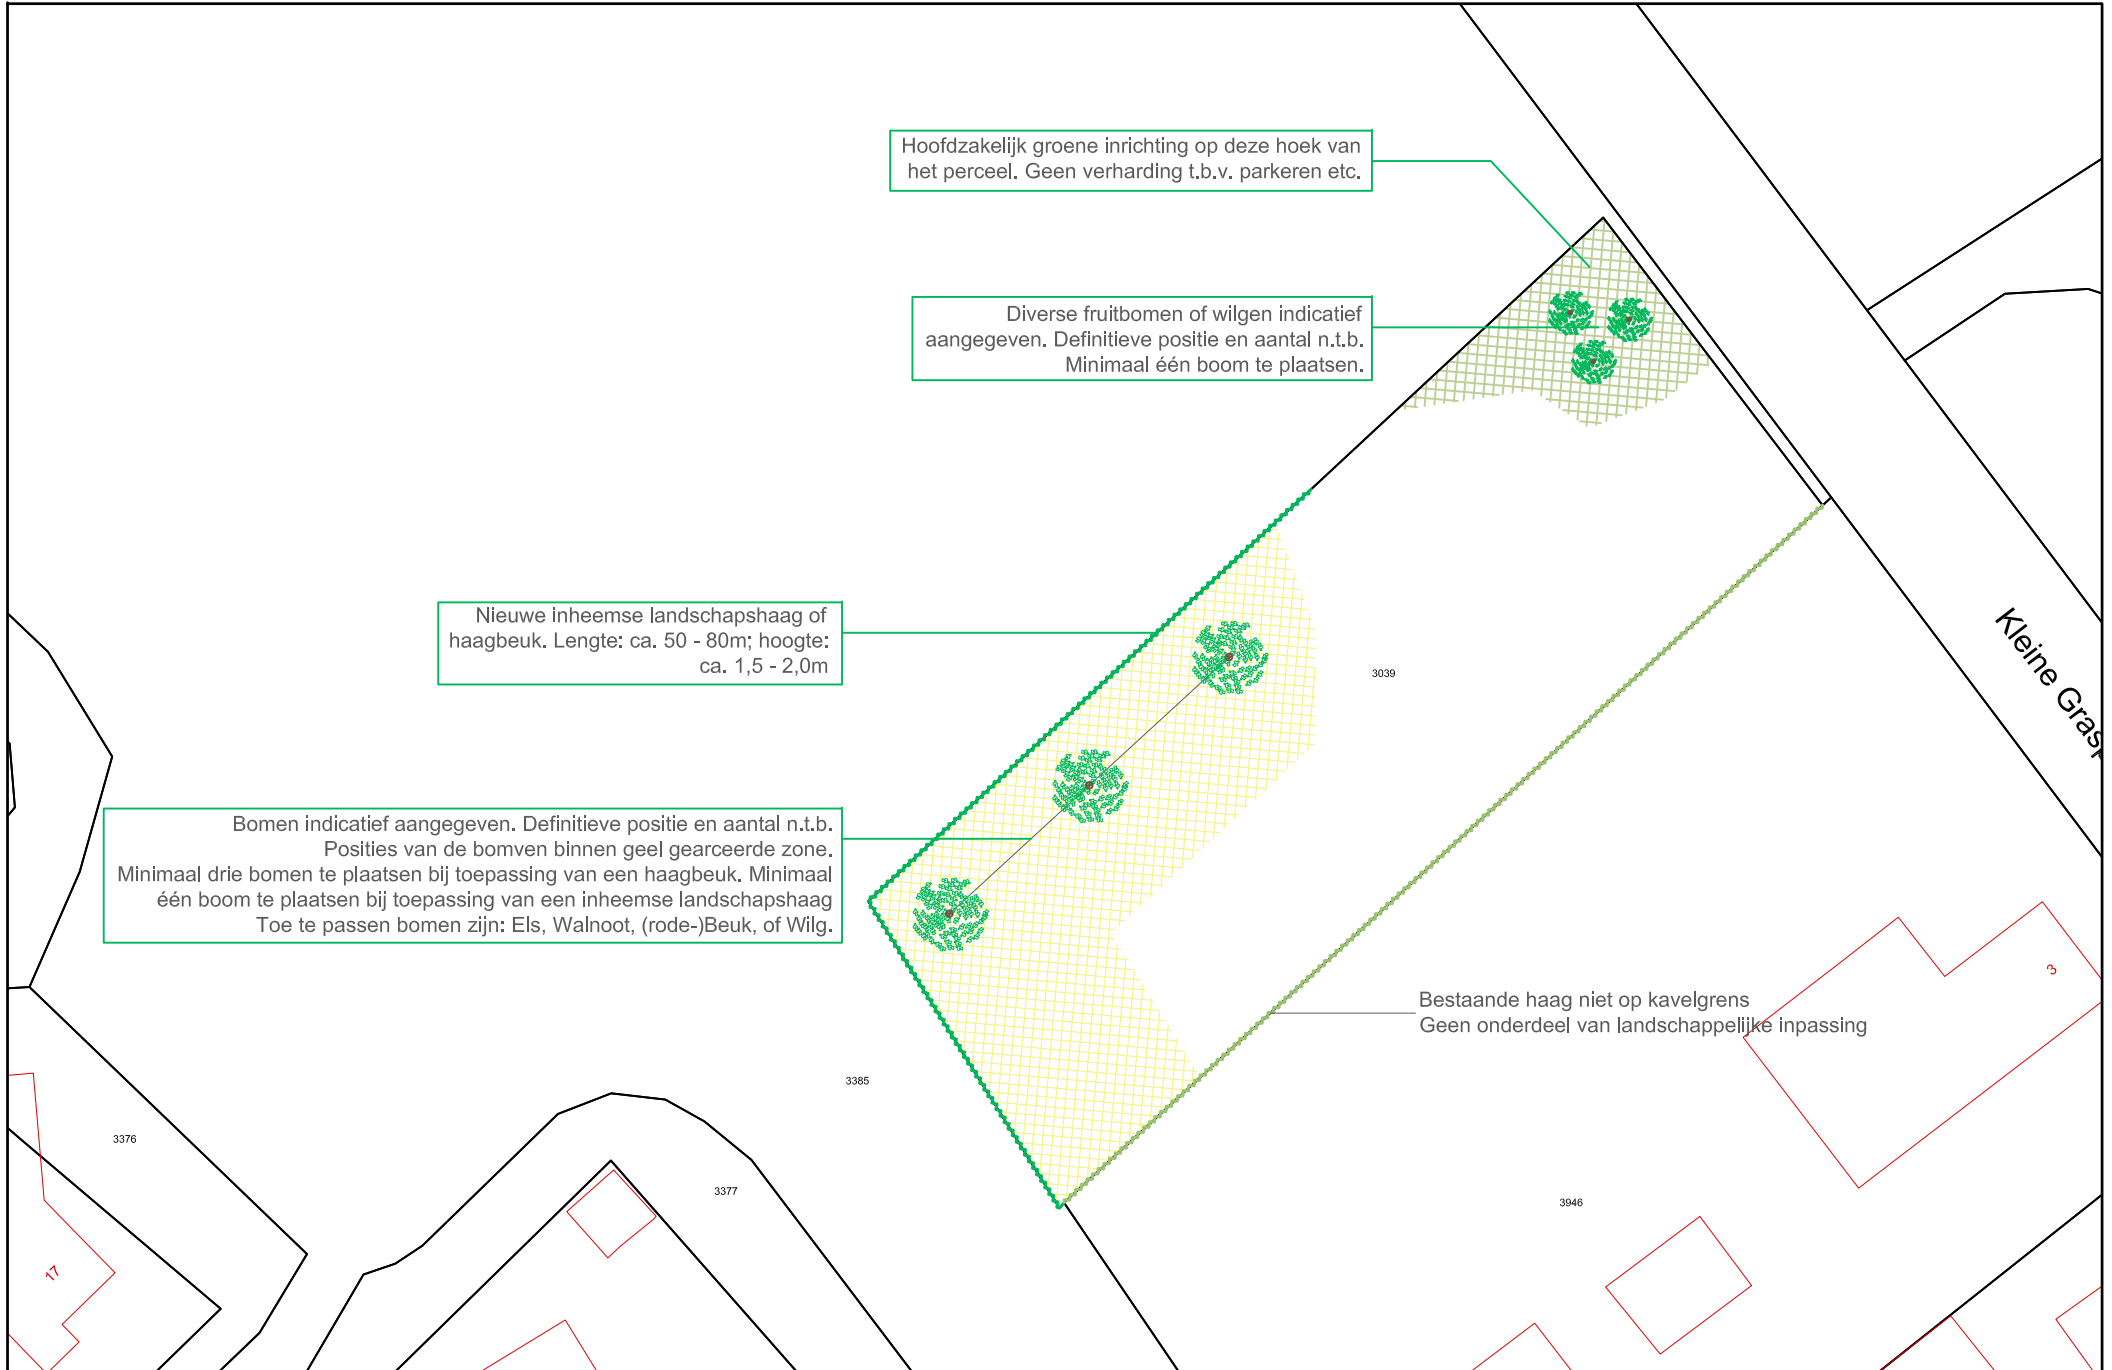 Hoofdzakelijk groene inrichting op deze hoek van
het perceel. Geen verharding t.b.v. parkeren etc.
Diverse fruitbomen of wilgen indicatief
aangegeven. Definitieve positie en aantal n.t.b.
Minimaal één boom te plaatsen.
Nieuwe inheemse landschapshaag of
haagbeuk. Lengte: ca. 50 - 80m; hoogte:
ca. 1,5 - 2,0m
3039
Kleine Grasp
Bomen indicatief aangegeven. Definitieve positie en aantal n.t.b.
Posities van de bomven binnen geel gearceerde zone.
Minimaal drie bomen te plaatsen bij toepassing van een haagbeuk. Minimaal
één boom te plaatsen bij toepassing van een inheemse landschapshaag
Toe te passen bomen zijn: Els, Walnoot, (rode-)Beuk, of Wilg.
3
Bestaande haag niet op kavelgrens
Geen onderdeel van landschappelijke inpassing
3385
3376
3377
3946
17